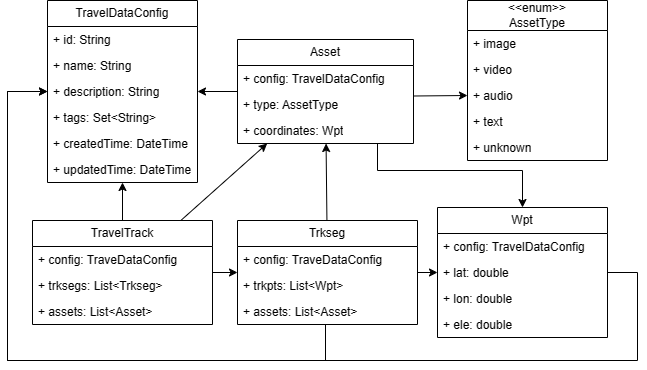 TravelDataConfig
+ id: String
+ name: String
+ description: String
+ tags: Set<String>
+ createdTime: DateTime
+ updatedTime: DateTime
Asset
+ config: TravelDataConfig
+ type: AssetType
+ coordinates: Wpt
<<enum>>
AssetType
+ image
+ video
+ audio
+ text
+ unknown
TravelTrack
+ config: TraveDataConfig
+ trksegs: List<Trkseg>
+ assets: List<Asset>
Trkseg
+ config: TraveDataConfig
+ trkpts: List<Wpt>
+ assets: List<Asset>
Wpt
+ config: TravelDataConfig
+ lat: double
+ lon: double
+ ele: double